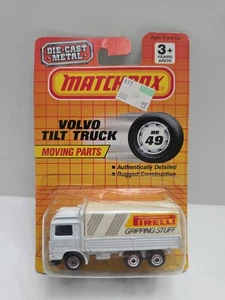 DIE-CAST
METAL
3+
YEARS
MATCHBOX
VOLVO
TILT TRUCK
MOVING PARTS
MB
49
• Authentically Detailed
• Rugged Construction
PIRELLI
GRIPPING STUFF